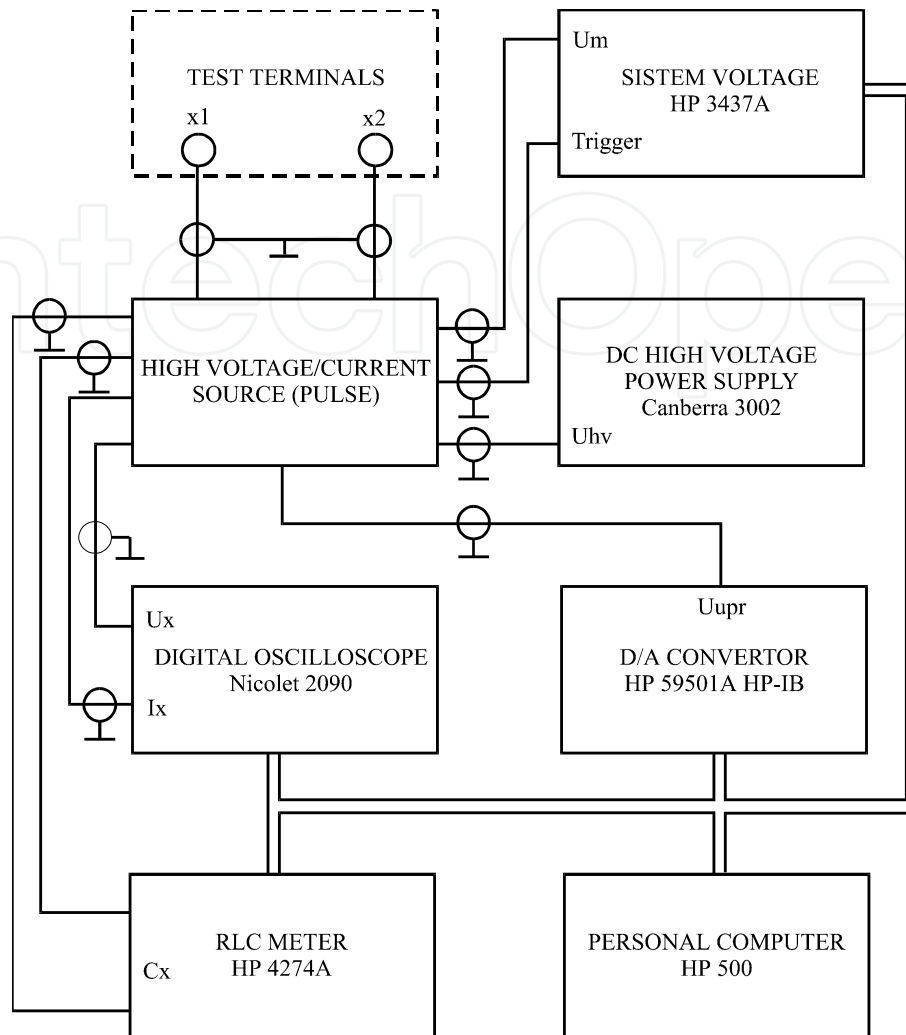 TEST TERMINALS
x1
x2
Um
SISTEM VOLTAGE
HP 3437A
Trigger
HIGH VOLTAGE/CURRENT
SOURCE (PULSE)
DC HIGH VOLTAGE
POWER SUPPLY
Canberra 3002
Uhv
Ux
DIGITAL OSCILLOSCOPE
Nicolet 2090
Ix
Uupr
D/A CONVERTOR
HP 59501A HP-IB
RLC METER
HP 4274A
Cx
PERSONAL COMPUTER
HP 500
ntechOpe